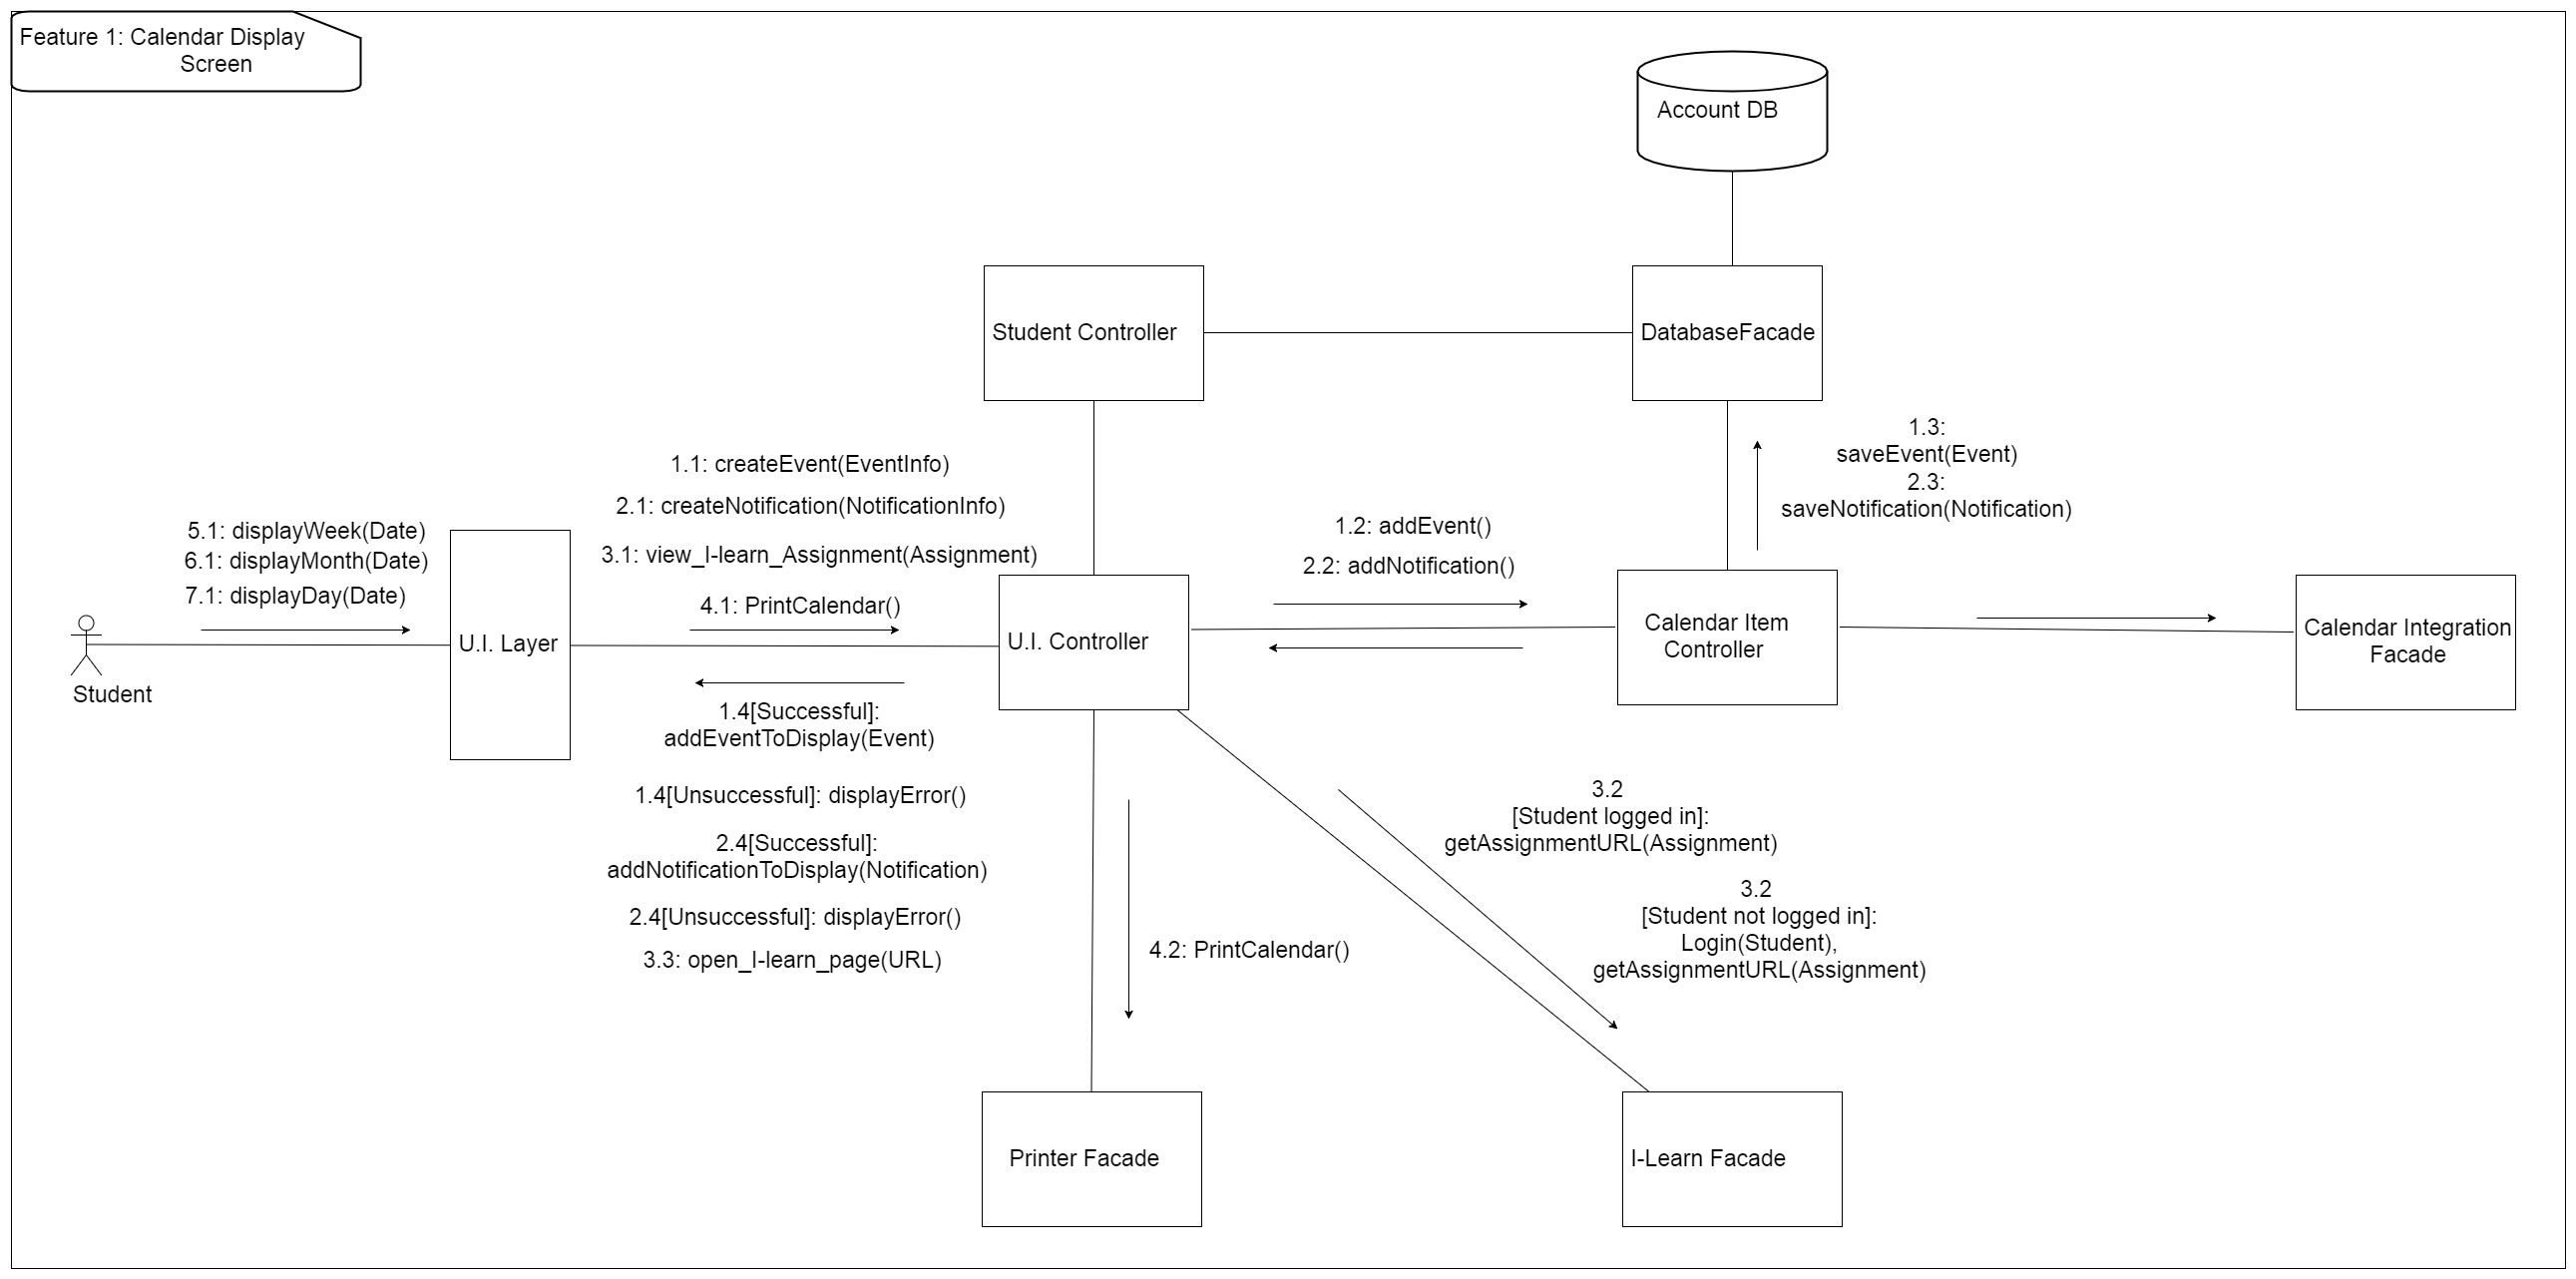 Feature 1: Calendar Display
Screen
Account DB
Student Controller
DatabaseFacade
1.3:
saveEvent(Event)
2.3:
saveNotification(Notification)
1.1: createEvent(EventInfo)
2.1: createNotification(NotificationInfo)
3.1: view_I-learn_Assignment(Assignment)
4.1: PrintCalendar()
5.1: displayWeek(Date)
6.1: displayMonth(Date)
7.1: displayDay(Date)
1.2: addEvent()
2.2: addNotification()
Student
U.I. Layer
U.I. Controller
Calendar Item
Controller
Calendar Integration
Facade
1.4[Successful]:
addEventToDisplay(Event)
1.4[Unsuccessful]: displayError()
2.4[Successful]:
addNotificationToDisplay(Notification)
2.4[Unsuccessful]: displayError()
3.3: open_I-learn_page(URL)
4.2: PrintCalendar()
3.2
[Student logged in]:
getAssignmentURL(Assignment)
3.2
[Student not logged in]:
Login(Student),
getAssignmentURL(Assignment)
Printer Facade
I-Learn Facade